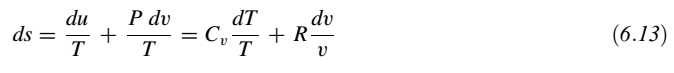 ds = du/T + P dv/T = C_v dT/T + R dv/v (6.13)